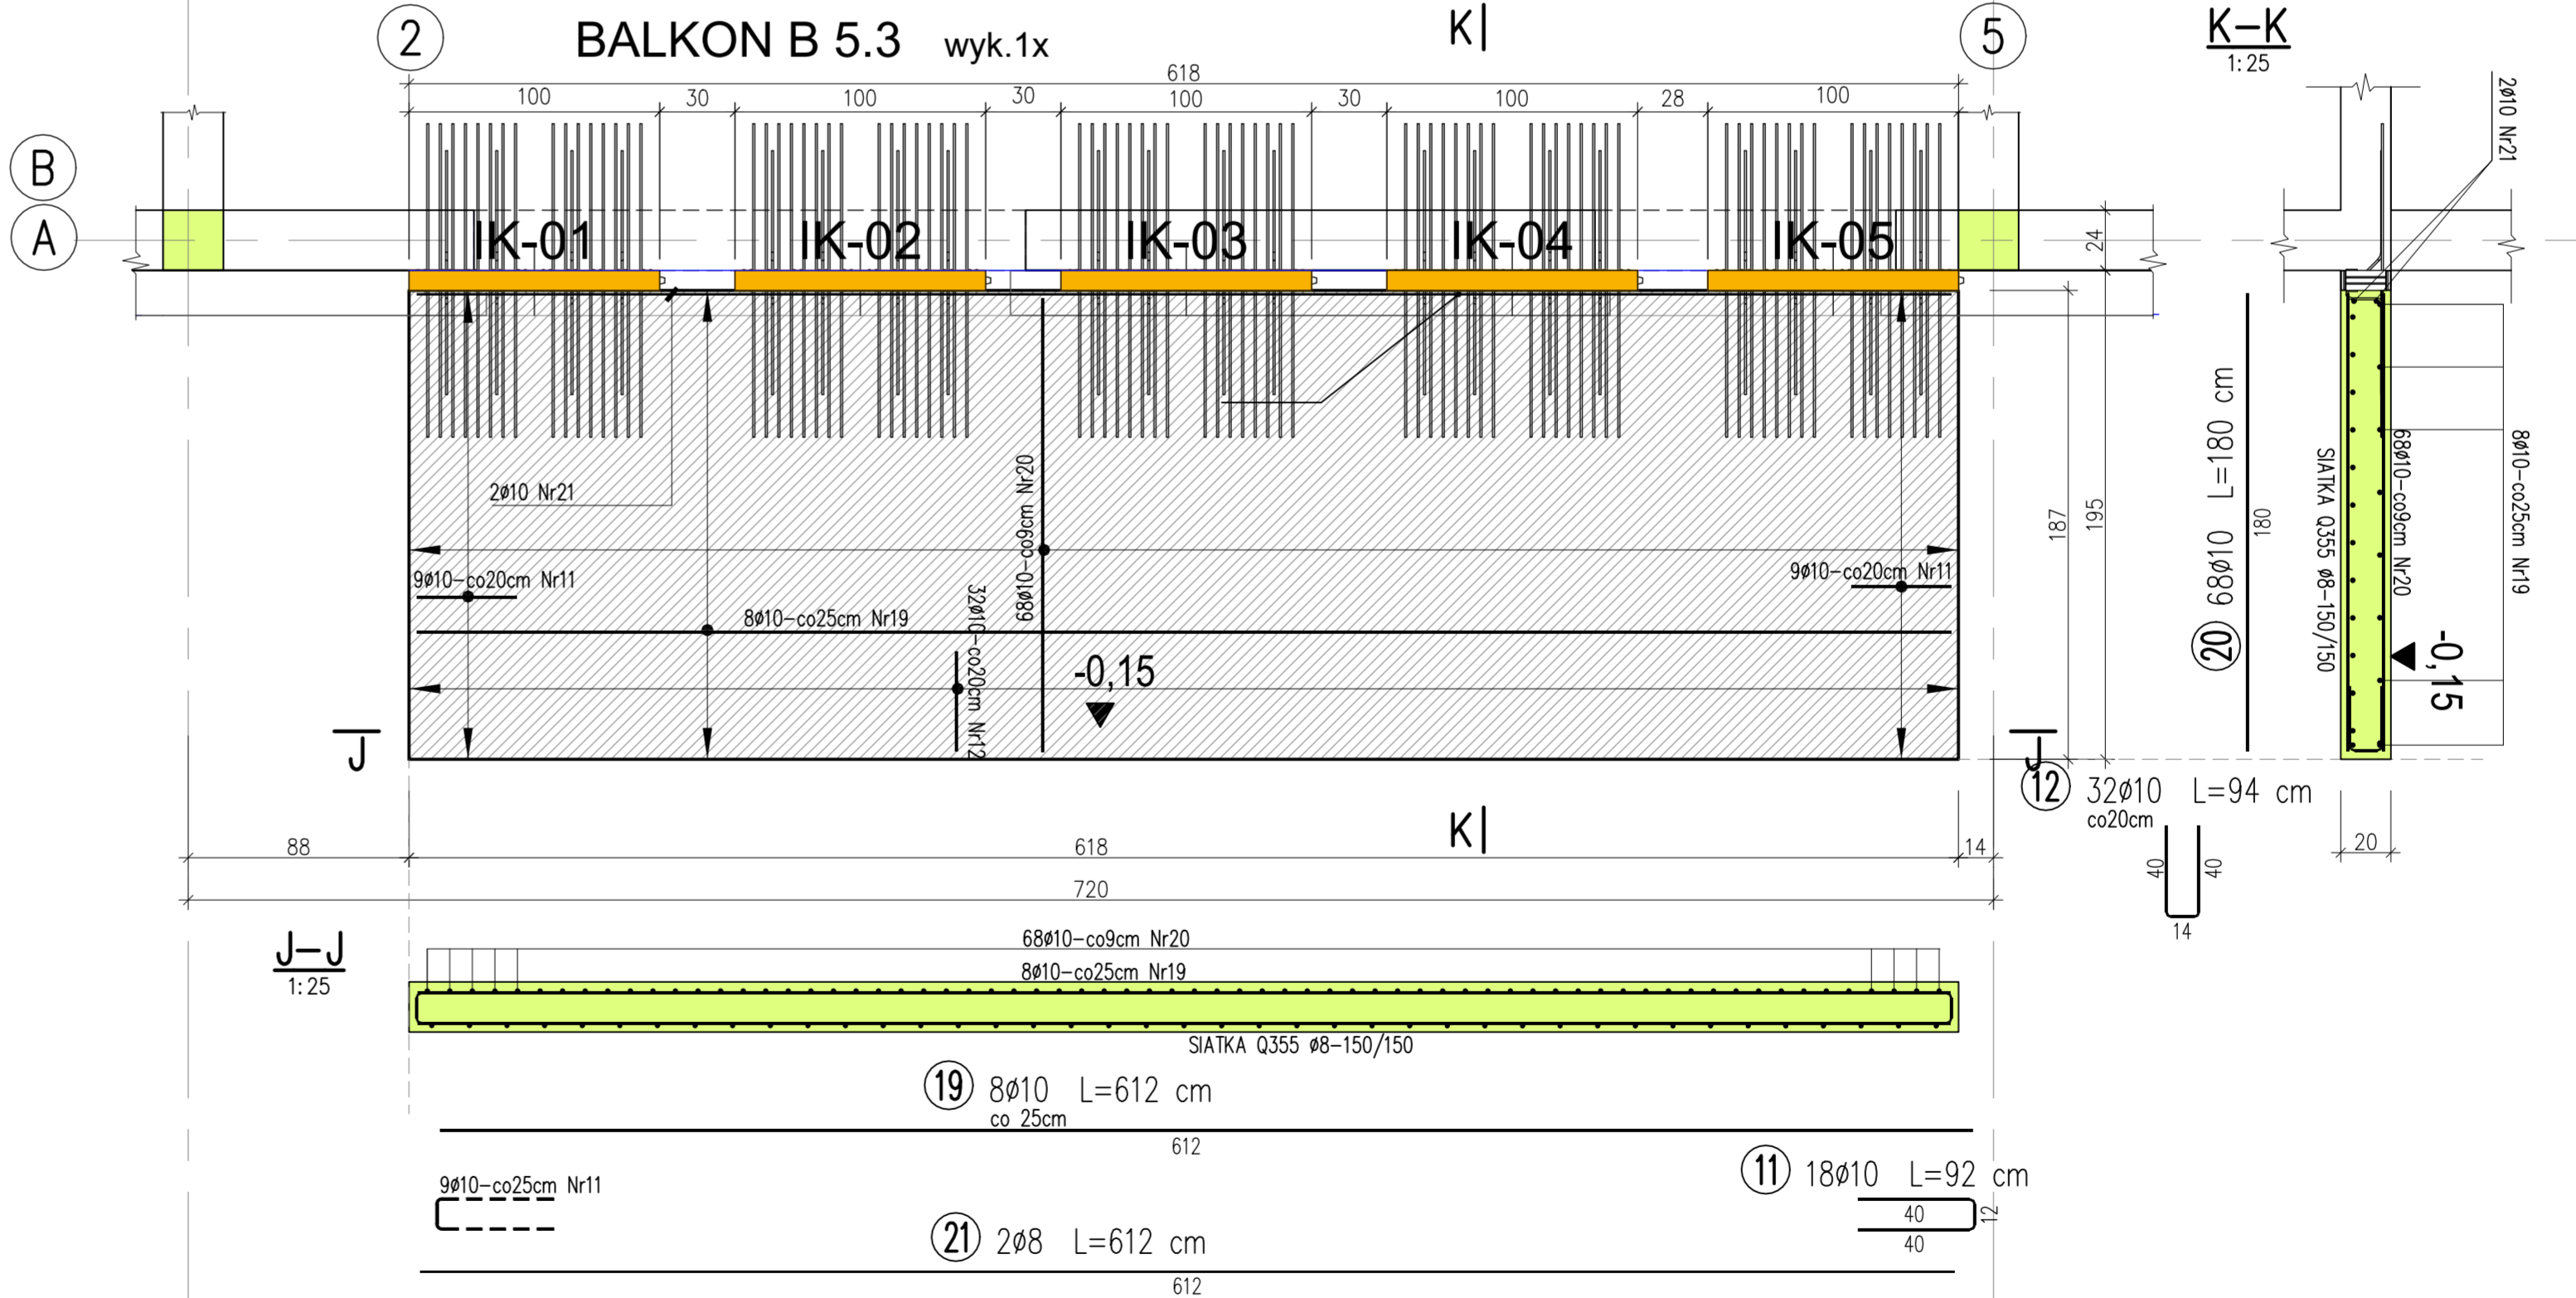 2
BALKON B 5.3 wyk.1x
K
5
K-K
1:25
618
100 30 100 30 100 30 100 28 100
2ø10 Nr21
B
A
IK-01 IK-02 IK-03 IK-04 IK-05
24
2ø10 Nr21
68ø10-co9cm Nr20
9ø10-co20cm Nr11
9ø10-co20cm Nr11
8ø10-co25cm Nr19
32ø10-co20cm Nr12
-0,15
187
195
20 68ø10 L=180 cm
180
SIATKA Q355 ø8-150/150
68ø10-co9cm Nr20
8ø10-co25cm Nr19
-0,15
J
J
12 32ø10 L=94 cm
co20cm
40
40
14
20
K
88 618 14
720
J-J
1:25
68ø10-co9cm Nr20
8ø10-co25cm Nr19
SIATKA Q355 ø8-150/150
19 8ø10 L=612 cm
co 25cm
612
9ø10-co25cm Nr11
11 18ø10 L=92 cm
40
12
40
21 2ø8 L=612 cm
612